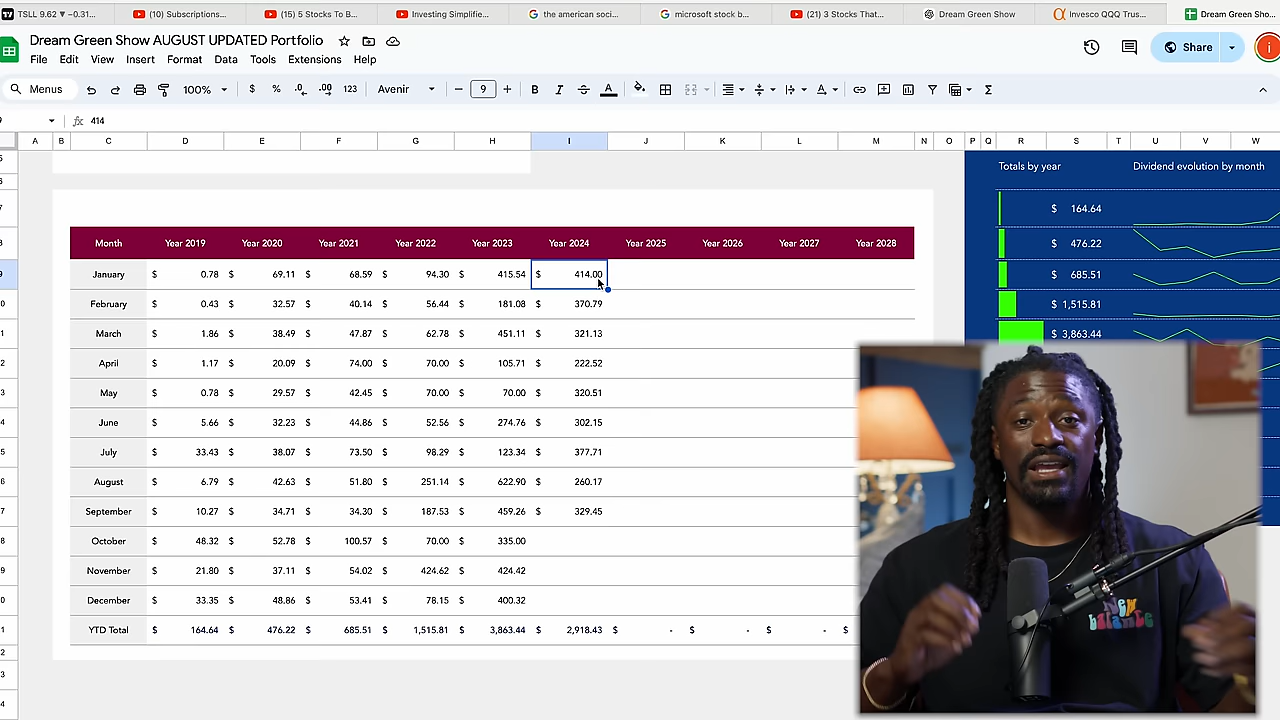 TV TSLL 9.62 ▼ −0.31... (10) Subscriptions... (15) 5 Stocks To B... Investing Simplifie... the american soci... microsoft stock b... (21) 3 Stocks That... Dream Green Show Invesco QQQ Trus... Dream Green Sho...
Dream Green Show AUGUST UPDATED Portfolio
Share
i
File Edit View Insert Format Data Tools Extensions Help
Menus 100% $ % .0 .00 123 Avenir − 9 + B I S A Σ
fx 414
A B C D E F G H I J K L M N O P Q R S T U V W
Totals by year Dividend evolution by month
$ 164.64
Month Year 2019 Year 2020 Year 2021 Year 2022 Year 2023 Year 2024 Year 2025 Year 2026 Year 2027 Year 2028
$ 476.22
January $ 0.78 $ 69.11 $ 68.59 $ 94.30 $ 415.54 $ 414.00
$ 685.51
February $ 0.43 $ 32.57 $ 40.14 $ 56.44 $ 181.08 $ 370.79
$ 1,515.81
March $ 1.86 $ 38.49 $ 47.87 $ 62.78 $ 451.11 $ 321.13
$ 3,863.44
April $ 1.17 $ 20.09 $ 74.00 $ 70.00 $ 105.71 $ 222.52
May $ 0.78 $ 29.57 $ 42.45 $ 70.00 $ 70.00 $ 320.51
June $ 5.66 $ 32.23 $ 44.83 $ 52.56 $ 274.76 $ 302.15
July $ 33.43 $ 38.07 $ 73.50 $ 98.29 $ 123.34 $ 377.71
August $ 6.79 $ 42.63 $ 51.80 $ 251.14 $ 622.90 $ 260.17
September $ 10.27 $ 34.71 $ 34.30 $ 187.53 $ 459.26 $ 329.45
October $ 48.32 $ 52.78 $ 100.57 $ 70.00 $ 335.00
November $ 21.80 $ 37.11 $ 54.02 $ 424.62 $ 424.42
December $ 33.35 $ 48.86 $ 53.41 $ 78.15 $ 400.32
YTD Total $ 164.64 $ 476.22 $ 685.51 $ 1,515.81 $ 3,863.44 $ 2,918.43 $ - $ - $ - $
New
balance